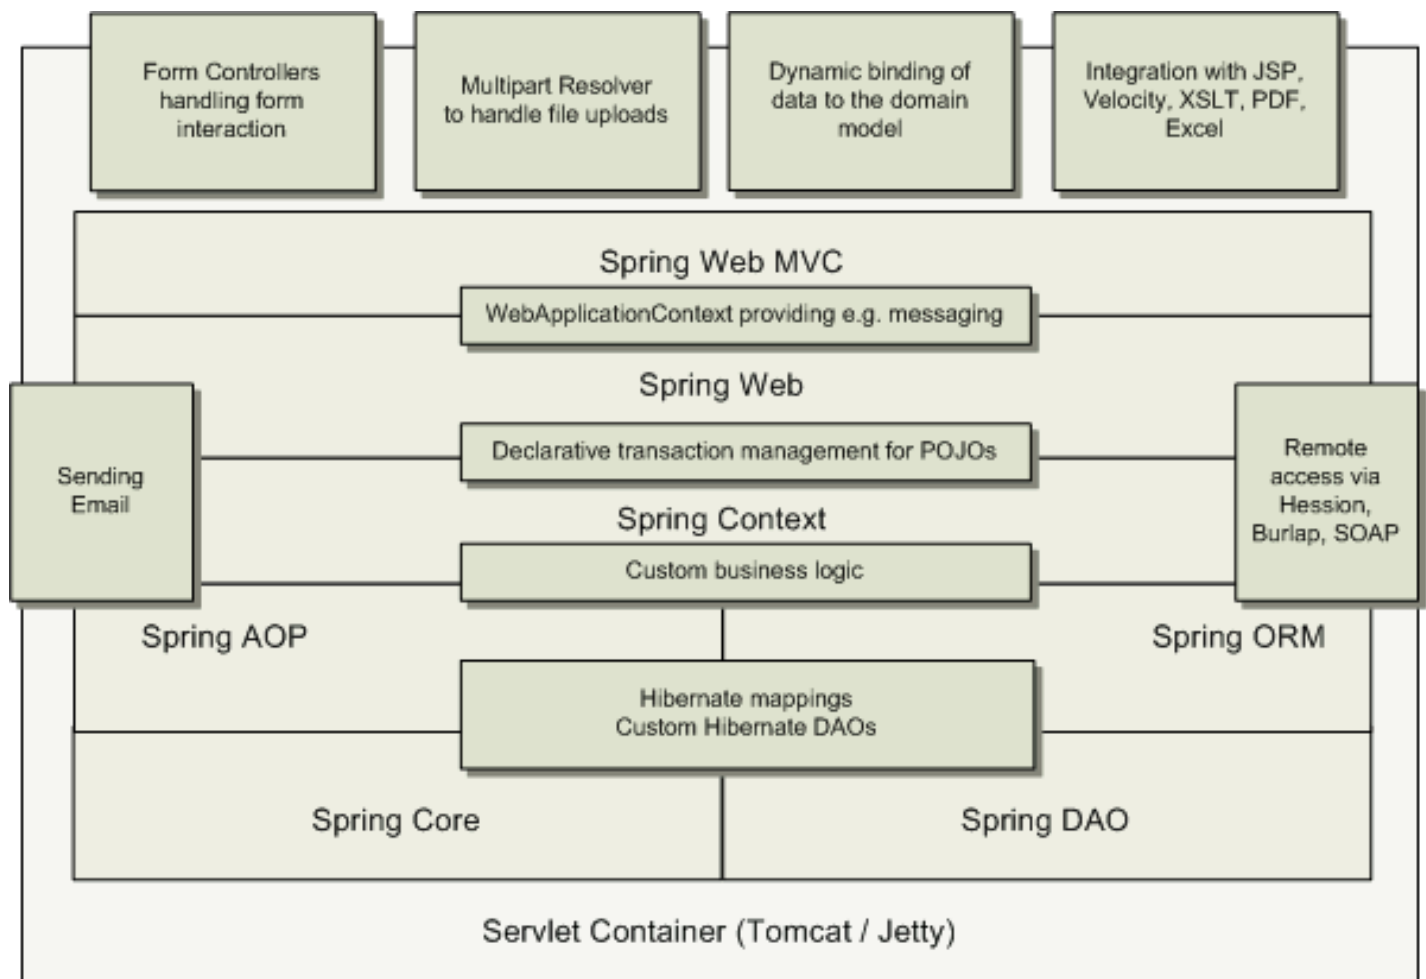 Form Controllers
handling form
interaction
Multipart Resolver
to handle file uploads
Dynamic binding of
data to the domain
model
Integration with JSP,
Velocity, XSLT, PDF,
Excel
Spring Web MVC
WebApplicationContext providing e.g. messaging
Spring Web
Declarative transaction management for POJOs
Sending
Email
Remote
access via
Hession,
Burlap, SOAP
Spring Context
Custom business logic
Spring AOP
Spring ORM
Hibernate mappings
Custom Hibernate DAOs
Spring Core
Spring DAO
Servlet Container (Tomcat / Jetty)